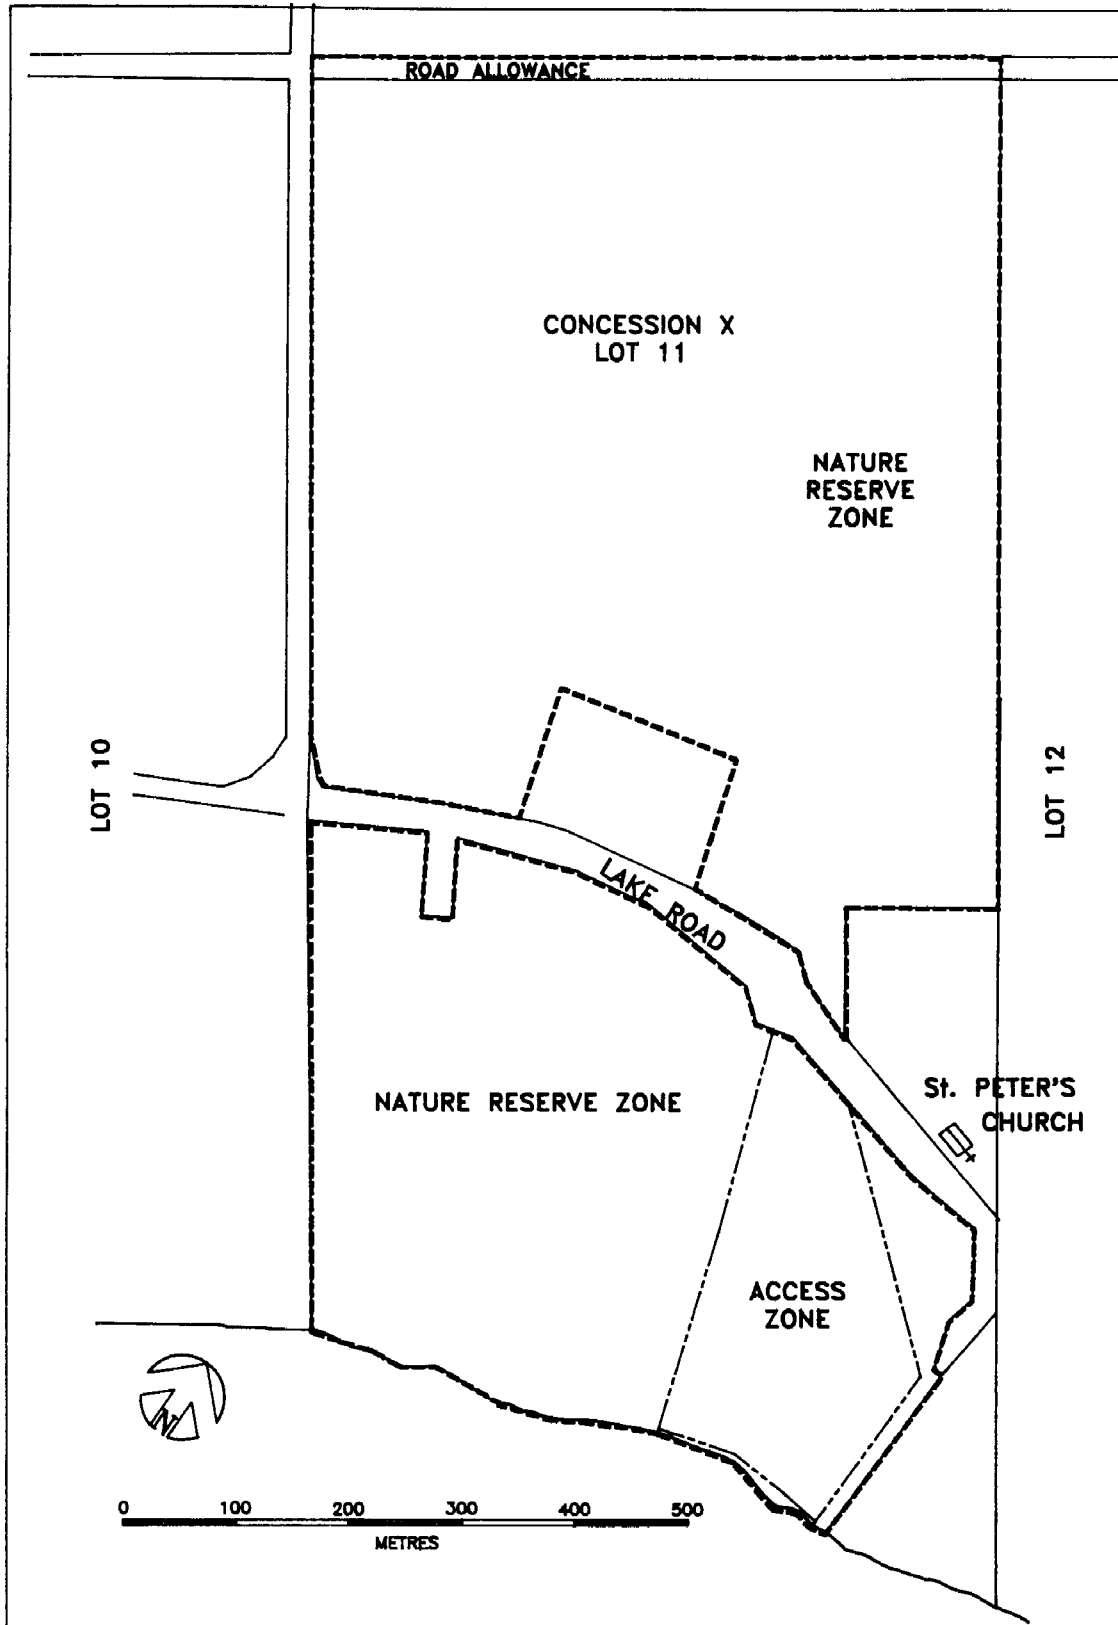 ROAD ALLOWANCE
CONCESSION X
LOT 11
NATURE
RESERVE
ZONE
LOT 10
LOT 12
LAKE ROAD
NATURE RESERVE ZONE
St. PETER'S
CHURCH
ACCESS
ZONE
N
0 100 200 300 400 500
METRES